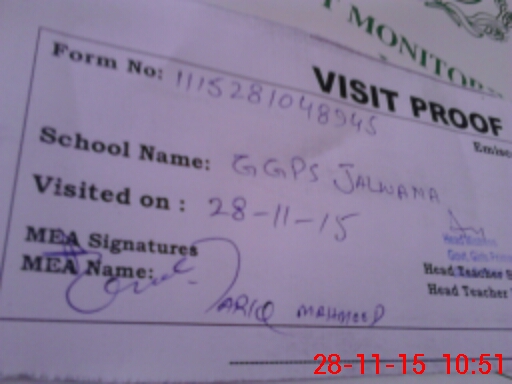 MONITOR
VISIT PROOF
Form No: 1115281048945
Emisc
School Name: GGPS JALWANA
Visited on : 28-11-15
MEA Signatures
Head Teacher S
MEA Name: TARIQ MAHMOOD
Head Teacher
28-11-15 10:51